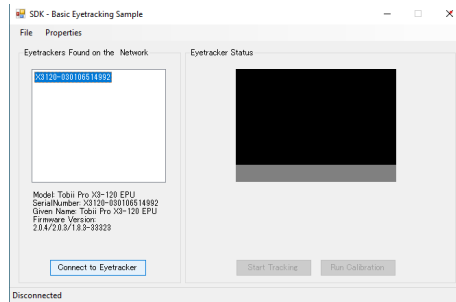 SDK - Basic Eyetracking Sample
File Properties
Eyetrackers Found on the Network
Eyetracker Status
X3120-030106514992
Model: Tobii Pro X3-120 EPU
SerialNumber: X3120-030106514992
Given Name: Tobii Pro X3-120 EPU
Firmware Version:
2.0.4/2.0.3/1.8.3-33323
Connect to Eyetracker
Start Tracking
Run Calibration
Disconnected